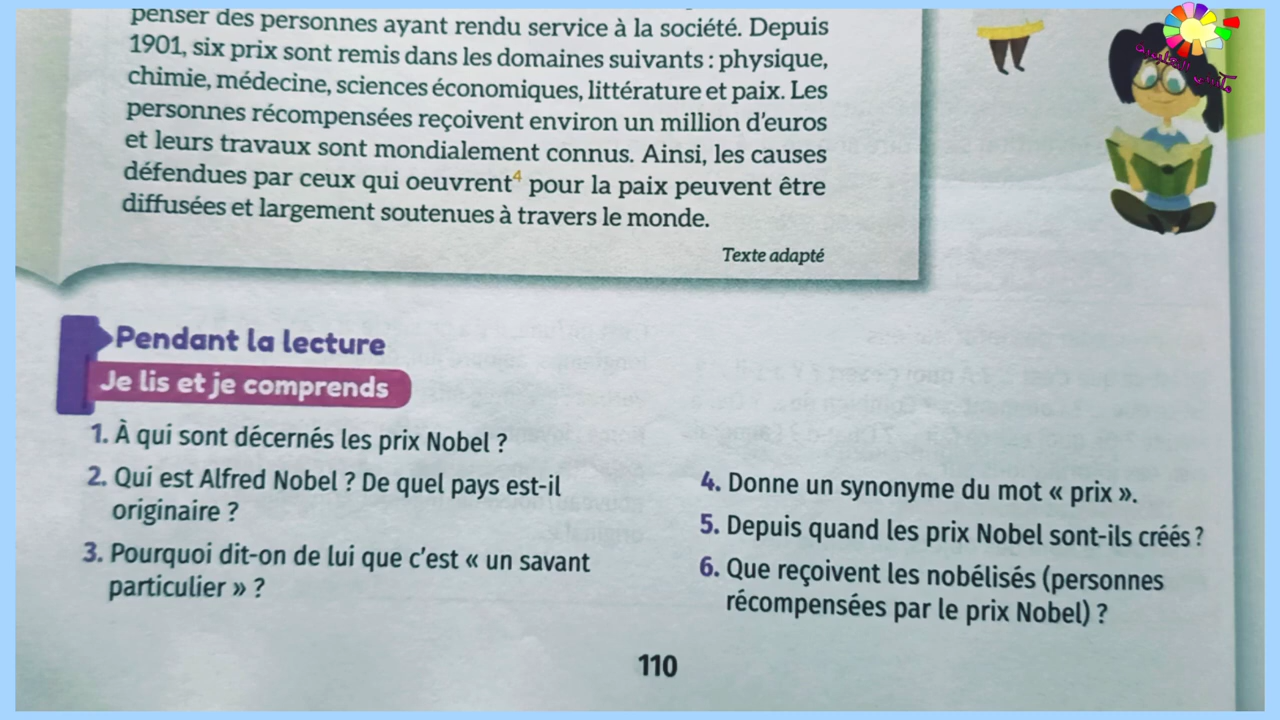 penser des personnes ayant rendu service à la société. Depuis
1901, six prix sont remis dans les domaines suivants : physique,
chimie, médecine, sciences économiques, littérature et paix. Les
personnes récompensées reçoivent environ un million d'euros
et leurs travaux sont mondialement connus. Ainsi, les causes
défendues par ceux qui oeuvrent⁴ pour la paix peuvent être
diffusées et largement soutenues à travers le monde.
Texte adapté
Pendant la lecture
Je lis et je comprends
1. À qui sont décernés les prix Nobel ?
2. Qui est Alfred Nobel ? De quel pays est-il
originaire ?
3. Pourquoi dit-on de lui que c'est « un savant
particulier » ?
4. Donne un synonyme du mot « prix ».
5. Depuis quand les prix Nobel sont-ils créés ?
6. Que reçoivent les nobélisés (personnes
récompensées par le prix Nobel) ?
110